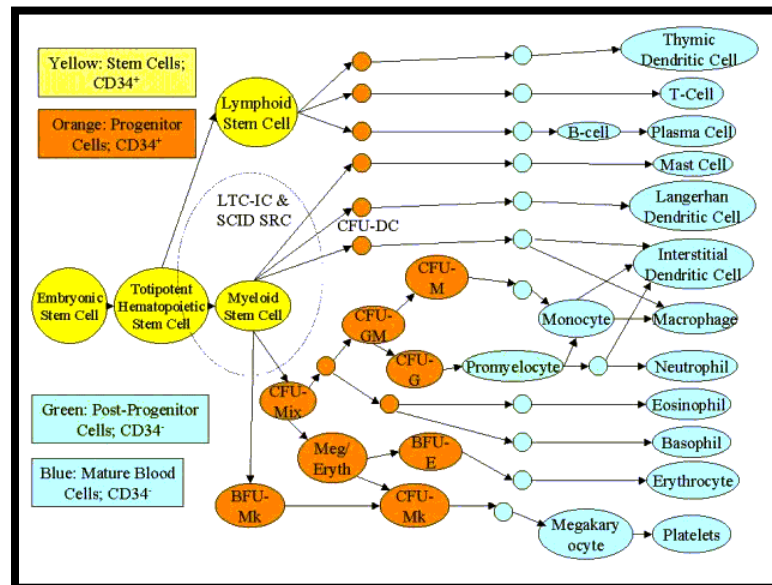 Yellow: Stem Cells;
CD34+
Orange: Progenitor
Cells; CD34+
Lymphoid
Stem Cell
Thymic
Dendritic Cell
T-Cell
B-cell
Plasma Cell
Mast Cell
LTC-IC &
SCID SRC
Langerhan
Dendritic Cell
CFU-DC
Interstitial
Dendritic Cell
Embryonic
Stem Cell
Totipotent
Hematopoietic
Stem Cell
Myeloid
Stem Cell
CFU-
M
CFU-
GM
CFU-
G
Monocyte
Macrophage
Promyelocyte
Neutrophil
CFU-
Mix
Eosinophil
Basophil
Green: Post-Progenitor
Cells; CD34-
Meg/
Eryth
BFU-
E
Erythrocyte
Blue: Mature Blood
Cells; CD34-
BFU-
Mk
CFU-
Mk
Megakary
ocyte
Platelets